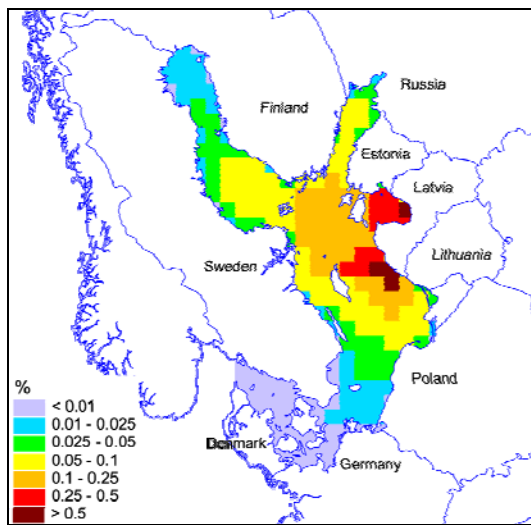 Russia
Finland
Estonia
Latvia
Lithuania
Sweden
Poland
%
< 0.01
0.01 - 0.025
0.025 - 0.05
0.05 - 0.1
0.1 - 0.25
0.25 - 0.5
> 0.5
Denmark
Germany